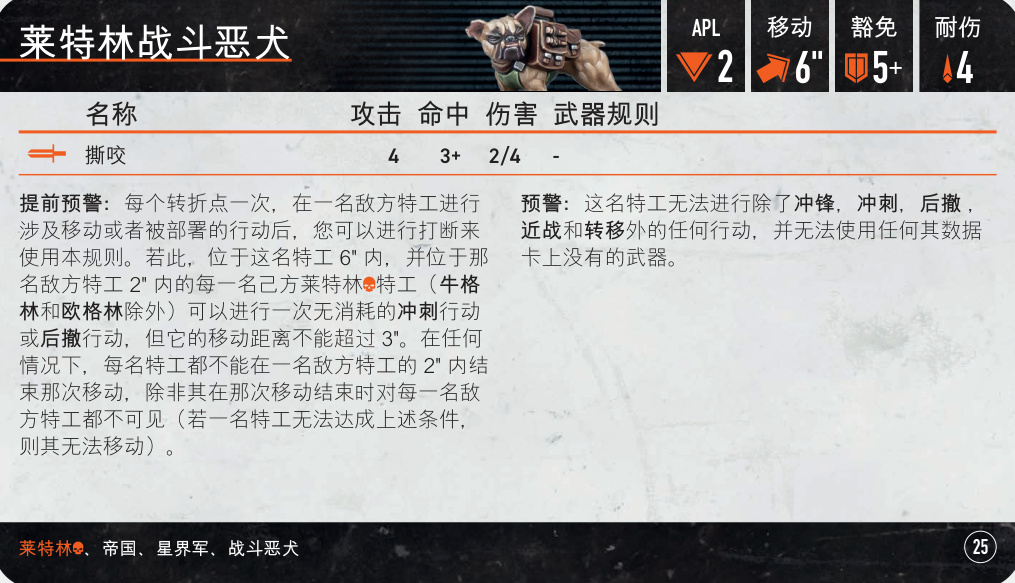 莱特林战斗恶犬
APL 移动 豁免 耐伤
2 6" 5+ 4
名称 攻击 命中 伤害 武器规则
撕咬 4 3+ 2/4 -
提前预警：每个转折点一次，在一名敌方特工进行
涉及移动或者被部署的行动后，您可以进行打断来
使用本规则。若此，位于这名特工 6" 内，并位于那
名敌方特工 2" 内的每一名己方莱特林特工（牛格
林和欧格林除外）可以进行一次无消耗的冲刺行动
或后撤行动，但它的移动距离不能超过 3"。在任何
情况下，每名特工都不能在一名敌方特工的 2" 内结
束那次移动，除非其在那次移动结束时对每一名敌
方特工都不可见（若一名特工无法达成上述条件，
则其无法移动）。
预警：这名特工无法进行除了冲锋，冲刺，后撤，
近战和转移外的任何行动，并无法使用任何其数据
卡上没有的武器。
莱特林、帝国、星界军、战斗恶犬
25